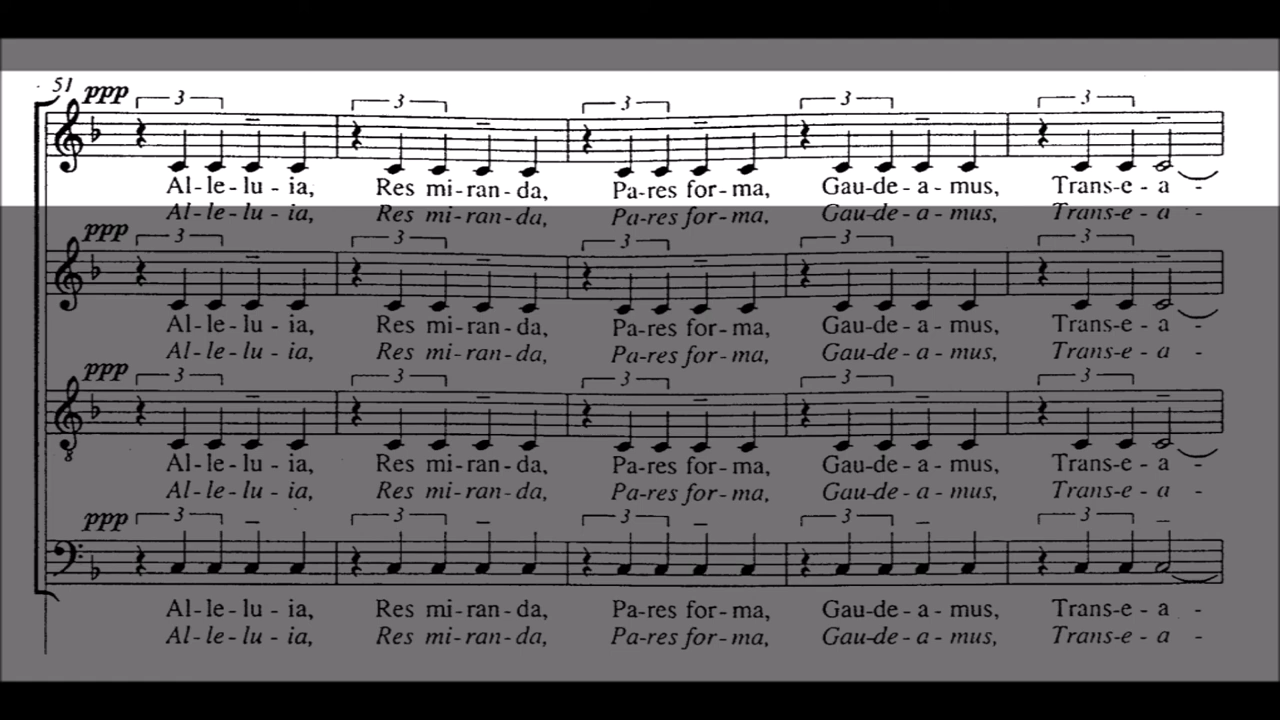 51
ppp 3 3 3 3 3
Al-le-lu-ia, Res mi-ran-da, Pa-res for-ma, Gau-de-a-mus, Trans-e-a -
Al-le-lu-ia, Res mi-ran-da, Pa-res for-ma, Gau-de-a-mus, Trans-e-a -
ppp 3 3 3 3 3
Al-le-lu-ia, Res mi-ran-da, Pa-res for-ma, Gau-de-a-mus, Trans-e-a -
Al-le-lu-ia, Res mi-ran-da, Pa-res for-ma, Gau-de-a-mus, Trans-e-a -
ppp 3 3 3 3 3
8
Al-le-lu-ia, Res mi-ran-da, Pa-res for-ma, Gau-de-a-mus, Trans-e-a -
Al-le-lu-ia, Res mi-ran-da, Pa-res for-ma, Gau-de-a-mus, Trans-e-a -
ppp 3 3 3 3 3
Al-le-lu-ia, Res mi-ran-da, Pa-res for-ma, Gau-de-a-mus, Trans-e-a -
Al-le-lu-ia, Res mi-ran-da, Pa-res for-ma, Gau-de-a-mus, Trans-e-a -